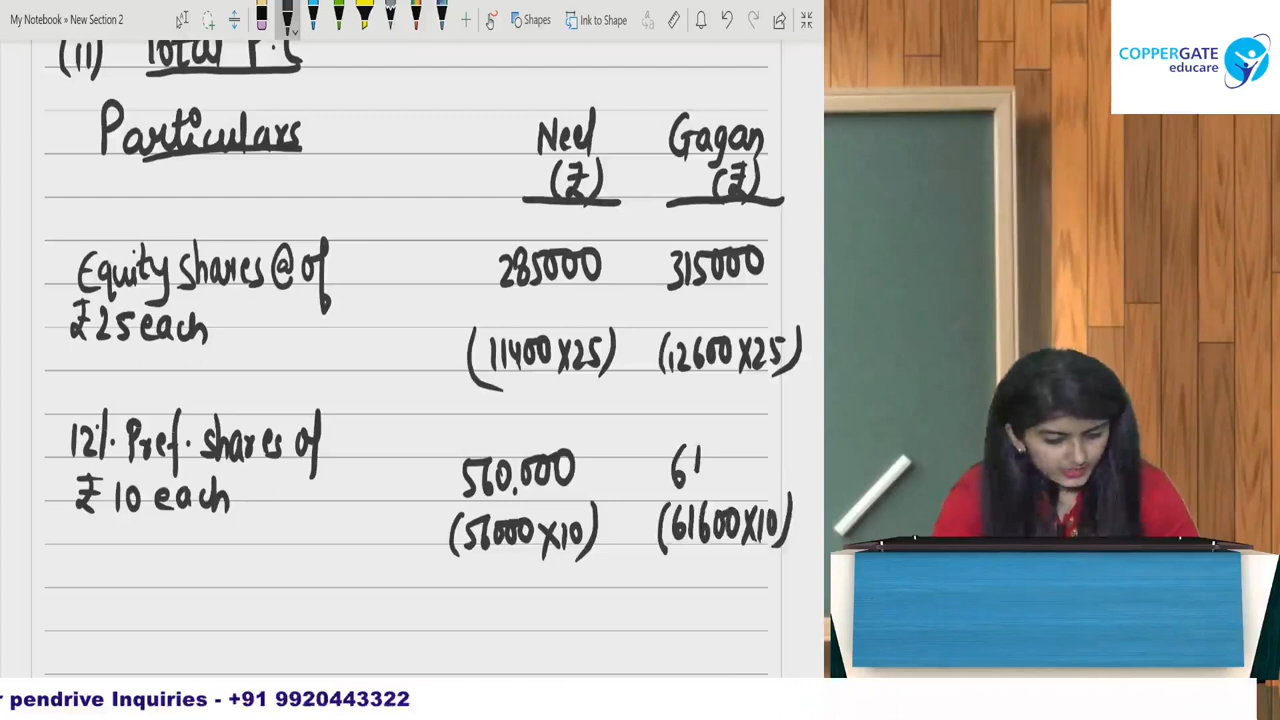 My Notebook » New Section 2
Shapes
Ink to Shape
COPPERGATE
educare
(ii) Total P.C
Particulars
Neel Gagan
(₹) (₹)
Equity shares @ of 285000 315000
₹ 25 each
(11400×25) (12600×25)
12%. Pref. shares of
560,000 61
₹ 10 each
(56000×10) (61600×10)
r pendrive Inquiries - +91 9920443322